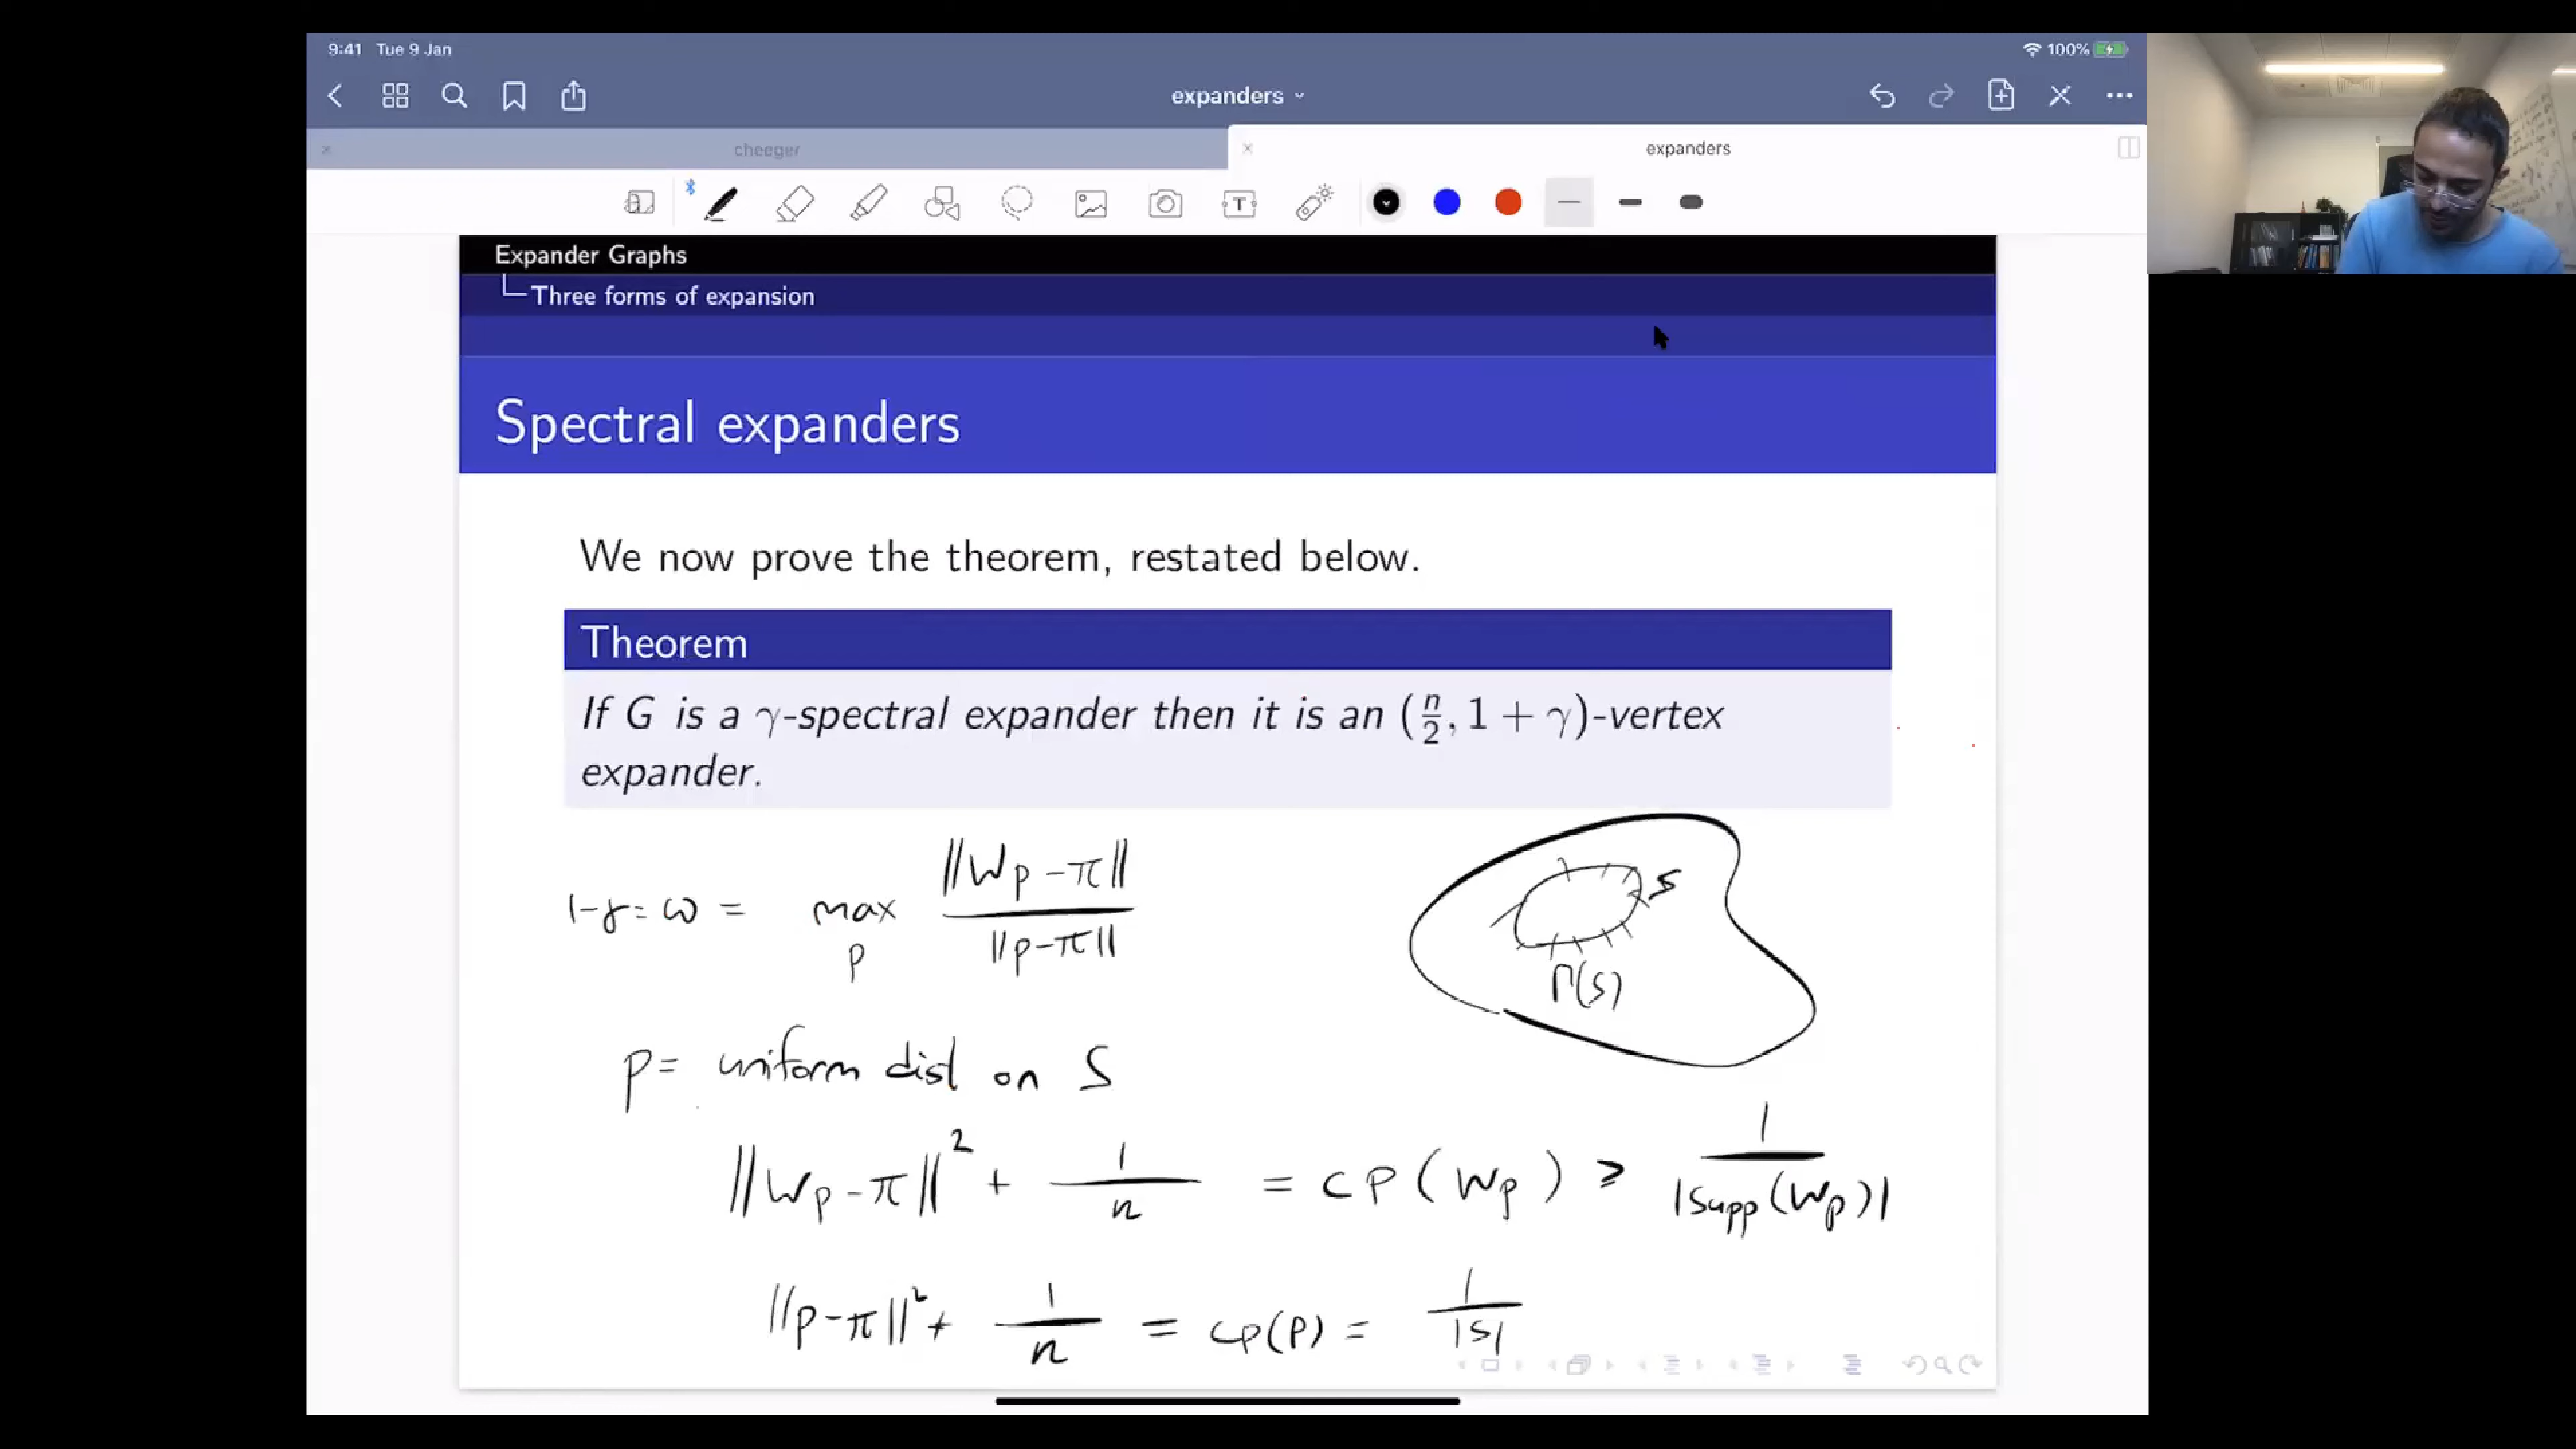 9:41 Tue 9 Jan 100%
expanders
cheeger expanders
Expander Graphs
Three forms of expansion
Spectral expanders
We now prove the theorem, restated below.
Theorem
If G is a γ-spectral expander then it is an (n/2, 1 + γ)-vertex
expander.
1-γ = ω = max_p ‖Wp - π‖ / ‖p - π‖
S
Γ(S)
p = uniform dist on S
‖Wp - π‖² + 1/n = CP(Wp) ≥ 1/|Supp(Wp)|
‖p - π‖² + 1/n = CP(P) = 1/|S|